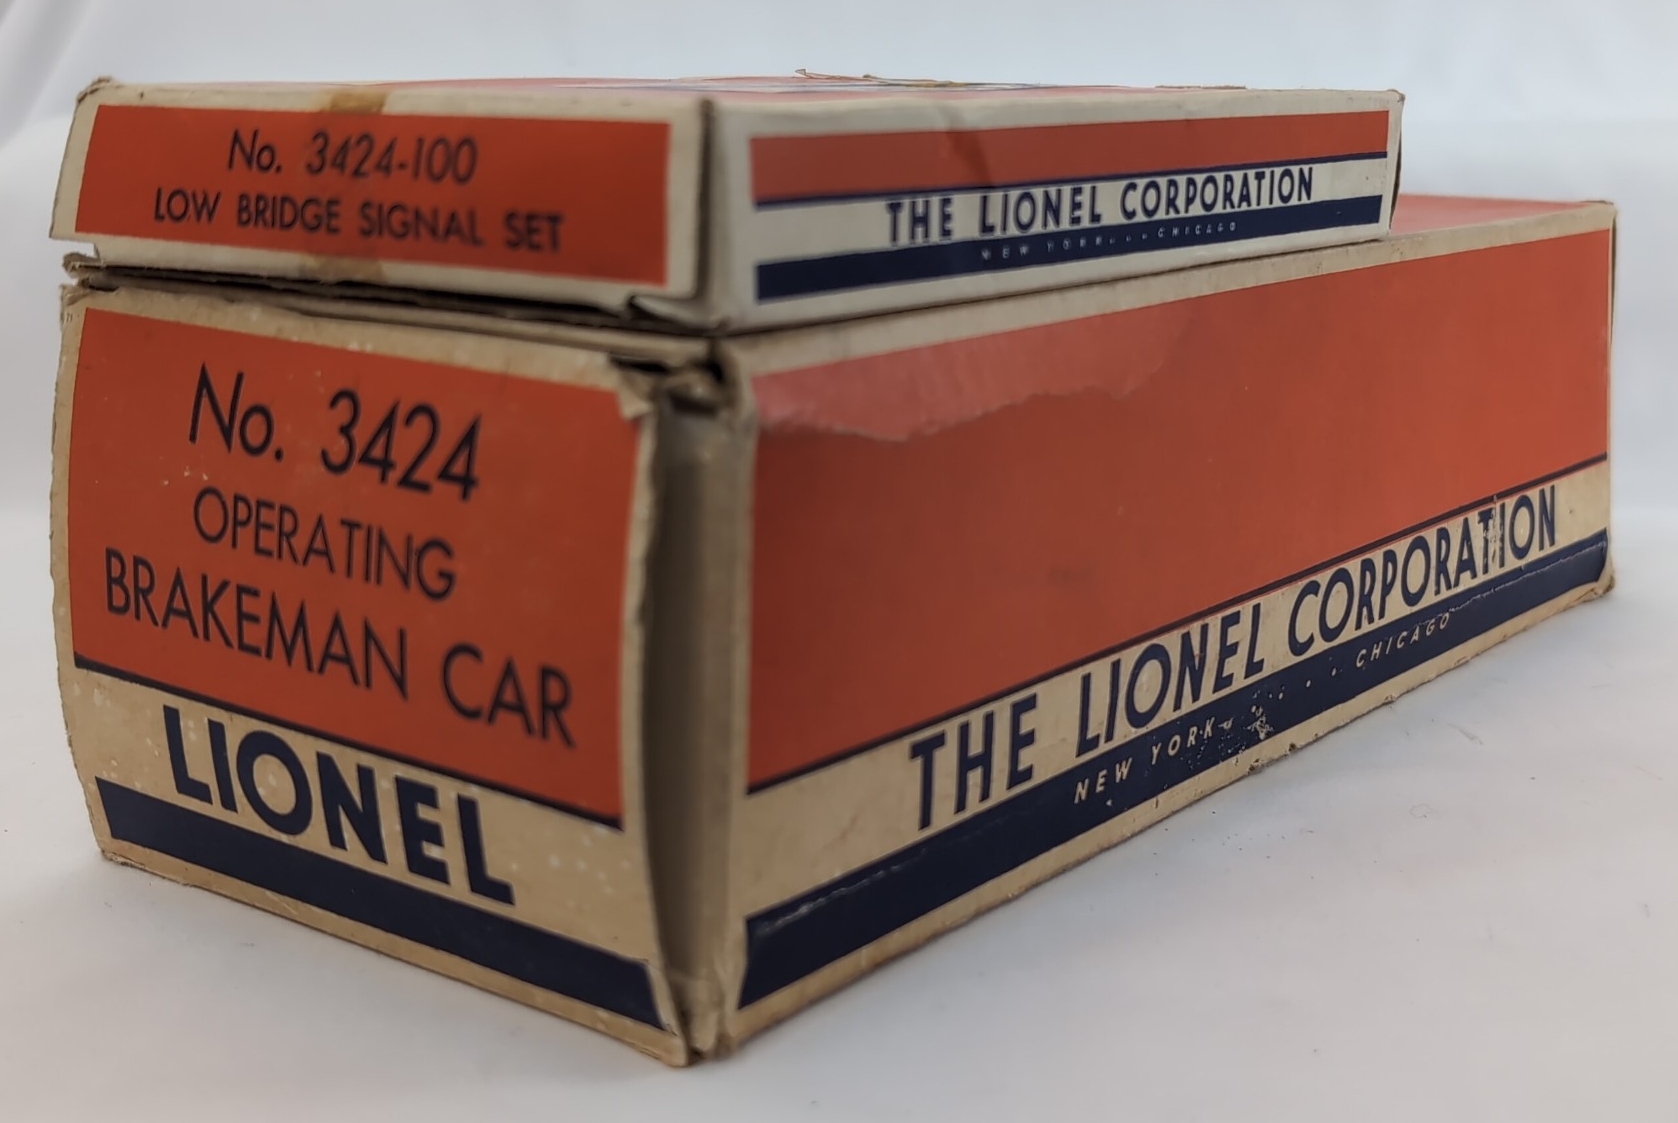 No. 3424-100
LOW BRIDGE SIGNAL SET
THE LIONEL CORPORATION
NEW YORK . . . CHICAGO
No. 3424
OPERATING
BRAKEMAN CAR
LIONEL
THE LIONEL CORPORATION
NEW YORK . . . CHICAGO